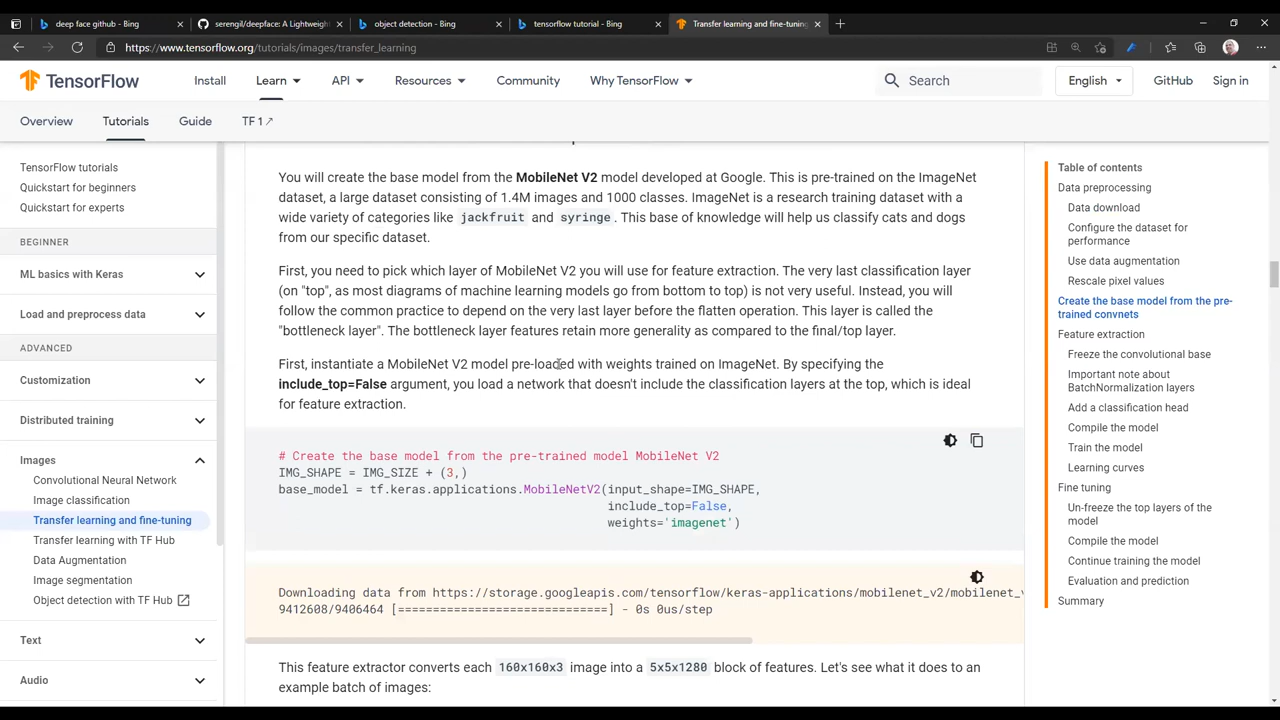 deep face github - Bing
serengil/deepface: A Lightweigh
object detection - Bing
tensorflow tutorial - Bing
Transfer learning and fine-tuning
https://www.tensorflow.org/tutorials/images/transfer_learning
TensorFlow
Install
Learn
API
Resources
Community
Why TensorFlow
Search
English
GitHub
Sign in
Overview
Tutorials
Guide
TF 1
TensorFlow tutorials
Quickstart for beginners
Quickstart for experts
BEGINNER
ML basics with Keras
Load and preprocess data
ADVANCED
Customization
Distributed training
Images
Convolutional Neural Network
Image classification
Transfer learning and fine-tuning
Transfer learning with TF Hub
Data Augmentation
Image segmentation
Object detection with TF Hub
Text
Audio
You will create the base model from the MobileNet V2 model developed at Google. This is pre-trained on the ImageNet
dataset, a large dataset consisting of 1.4M images and 1000 classes. ImageNet is a research training dataset with a
wide variety of categories like jackfruit and syringe. This base of knowledge will help us classify cats and dogs
from our specific dataset.
First, you need to pick which layer of MobileNet V2 you will use for feature extraction. The very last classification layer
(on "top", as most diagrams of machine learning models go from bottom to top) is not very useful. Instead, you will
follow the common practice to depend on the very last layer before the flatten operation. This layer is called the
"bottleneck layer". The bottleneck layer features retain more generality as compared to the final/top layer.
First, instantiate a MobileNet V2 model pre-loaded with weights trained on ImageNet. By specifying the
include_top=False argument, you load a network that doesn't include the classification layers at the top, which is ideal
for feature extraction.
# Create the base model from the pre-trained model MobileNet V2
IMG_SHAPE = IMG_SIZE + (3,)
base_model = tf.keras.applications.MobileNetV2(input_shape=IMG_SHAPE,
include_top=False,
weights='imagenet')
Downloading data from https://storage.googleapis.com/tensorflow/keras-applications/mobilenet_v2/mobilenet_v
9412608/9406464 [==============================] - 0s 0us/step
This feature extractor converts each 160x160x3 image into a 5x5x1280 block of features. Let's see what it does to an
example batch of images:
Table of contents
Data preprocessing
Data download
Configure the dataset for
performance
Use data augmentation
Rescale pixel values
Create the base model from the pre-
trained convnets
Feature extraction
Freeze the convolutional base
Important note about
BatchNormalization layers
Add a classification head
Compile the model
Train the model
Learning curves
Fine tuning
Un-freeze the top layers of the
model
Compile the model
Continue training the model
Evaluation and prediction
Summary